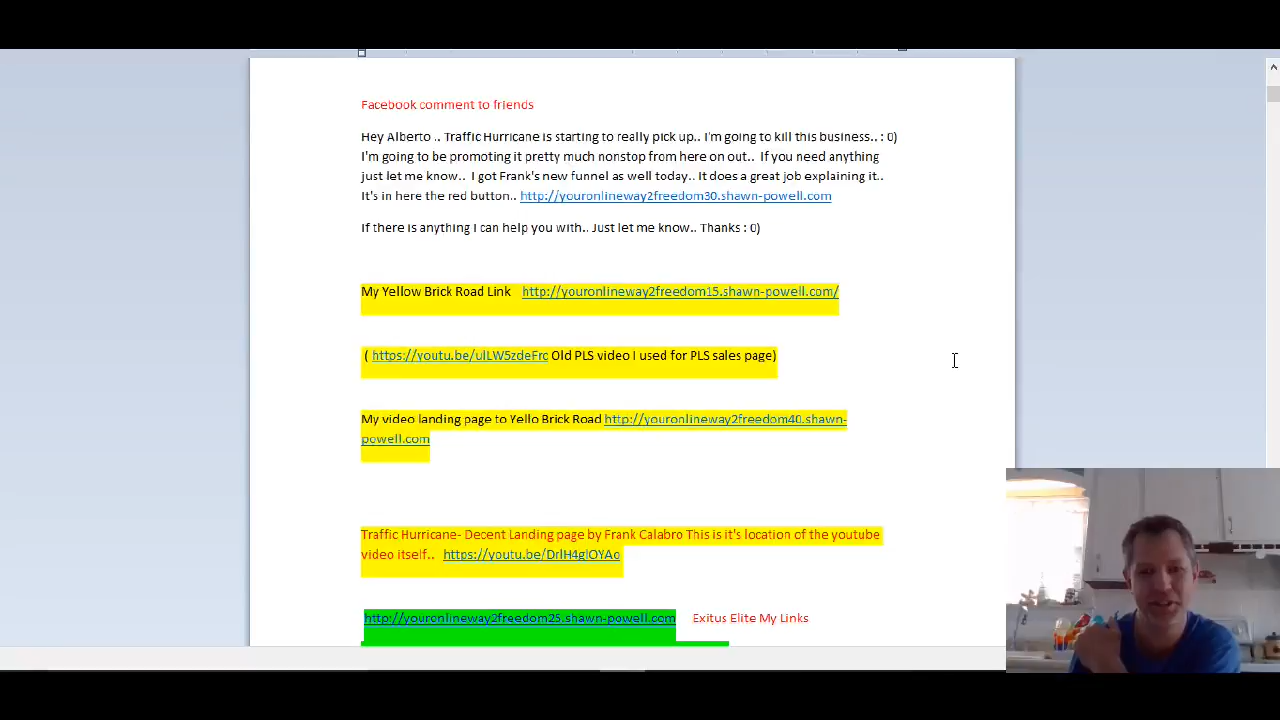 Facebook comment to friends
Hey Alberto .. Traffic Hurricane is starting to really pick up.. I'm going to kill this business.. : 0)
I'm going to be promoting it pretty much nonstop from here on out..  If you need anything
just let me know..  I got Frank's new funnel as well today.. It does a great job explaining it..
It's in here the red button.. http://youronlineway2freedom30.shawn-powell.com
If there is anything I can help you with.. Just let me know.. Thanks : 0)
My Yellow Brick Road Link    http://youronlineway2freedom15.shawn-powell.com/
( https://youtu.be/ulLW5zdeFrc Old PLS video I used for PLS sales page)
My video landing page to Yello Brick Road http://youronlineway2freedom40.shawn-
powell.com
Traffic Hurricane- Decent Landing page by Frank Calabro This is it's location of the youtube
video itself..   https://youtu.be/DrlH4glOYAo
http://youronlineway2freedom25.shawn-powell.com    Exitus Elite My Links